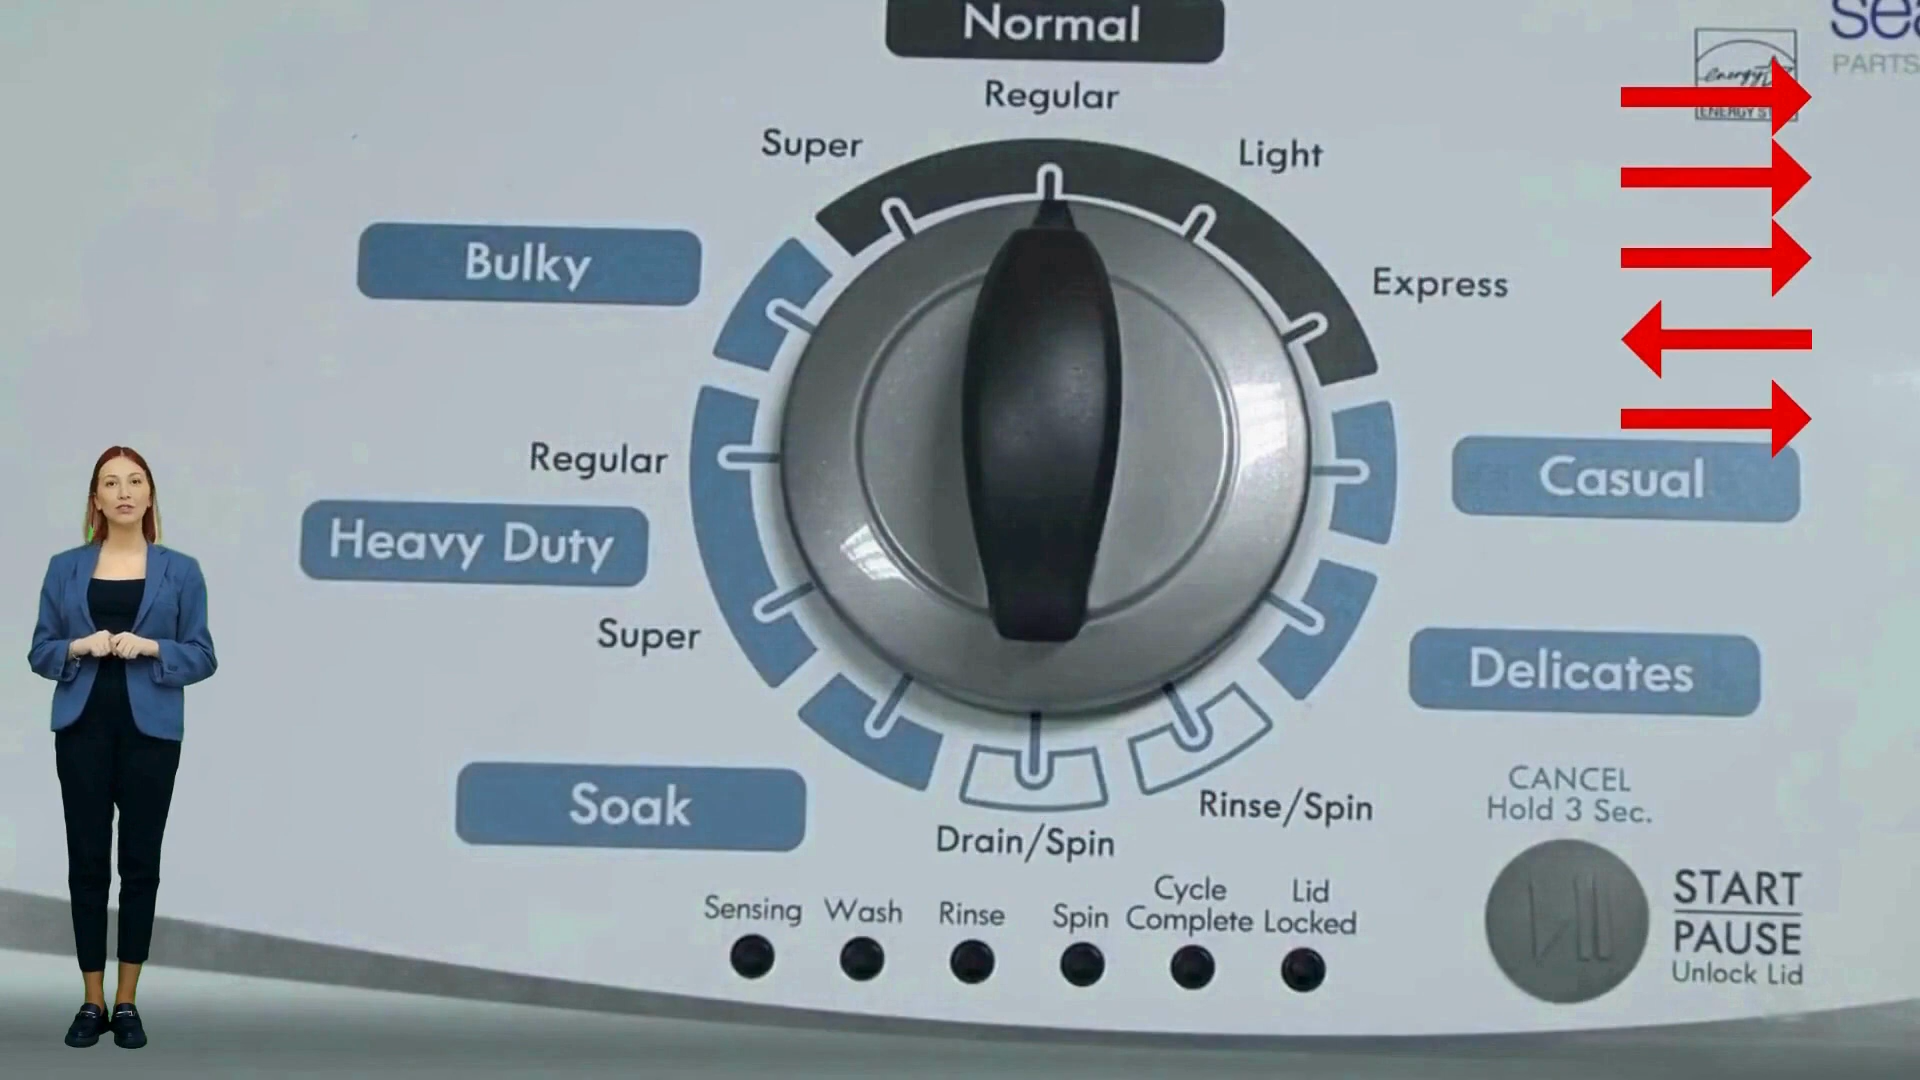 Normal
Regular
Super
Light
Bulky
Express
Regular
Casual
Heavy Duty
Super
Delicates
Soak
Rinse/Spin
Drain/Spin
CANCEL
Hold 3 Sec.
START
PAUSE
Unlock Lid
Sensing
Wash
Rinse
Spin
Cycle
Complete
Lid
Locked
energy
PARTS